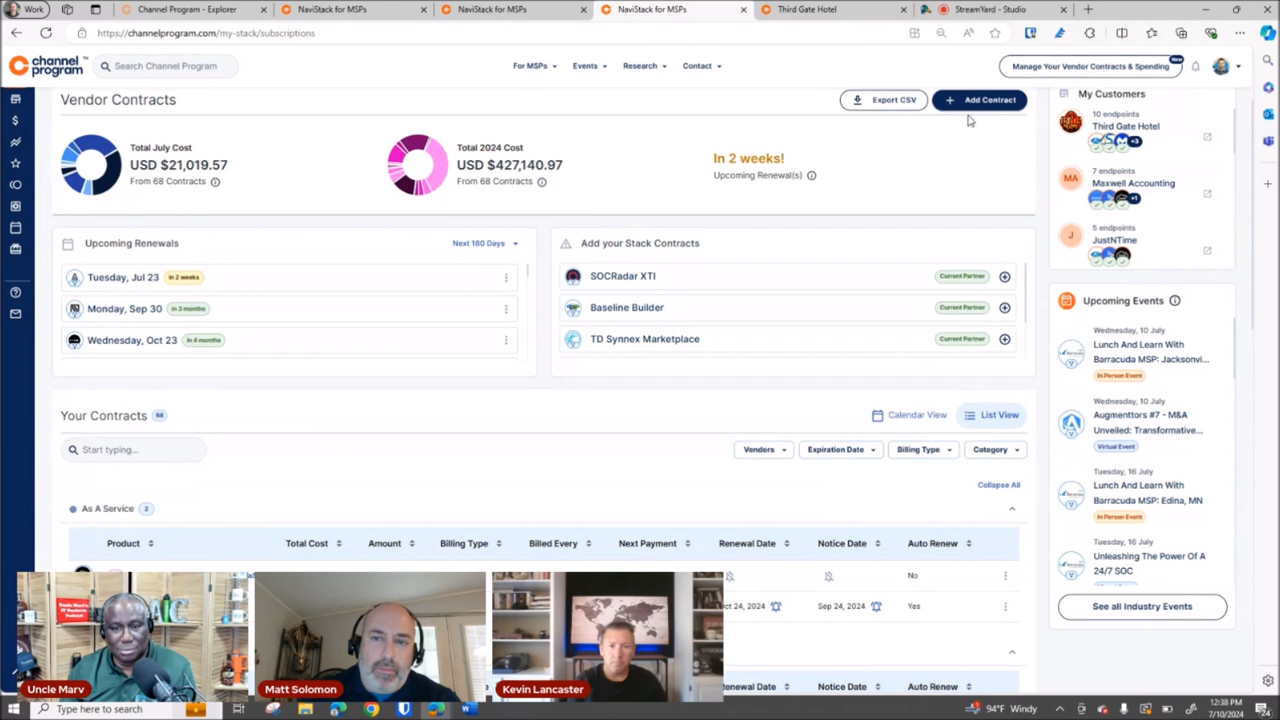 Work
Channel Program - Explorer
NaviStack for MSPs
NaviStack for MSPs
NaviStack for MSPs
Third Gate Hotel
StreamYard - Studio
https://channelprogram.com/my-stack/subscriptions
channel program
Search Channel Program
For MSPs
Events
Research
Contact
Manage Your Vendor Contracts & Spending
New
Vendor Contracts
Export CSV
Add Contract
Total July Cost
USD $21,019.57
From 68 Contracts
Total 2024 Cost
USD $427,140.97
From 68 Contracts
In 2 weeks!
Upcoming Renewal(s)
My Customers
10 endpoints
Third Gate Hotel
+3
MA
7 endpoints
Maxwell Accounting
+1
J
5 endpoints
JustNTime
Upcoming Renewals
Next 180 Days
Tuesday, Jul 23
in 2 weeks
Monday, Sep 30
in 3 months
Wednesday, Oct 23
in 4 months
Add your Stack Contracts
SOCRadar XTI
Current Partner
Baseline Builder
Current Partner
TD Synnex Marketplace
Current Partner
Upcoming Events
Wednesday, 10 July
Lunch And Learn With
Barracuda MSP: Jacksonvi...
In Person Event
Wednesday, 10 July
Augmenttors #7 - M&A
Unveiled: Transformative...
Virtual Event
Tuesday, 16 July
Lunch And Learn With
Barracuda MSP: Edina, MN
In Person Event
Tuesday, 16 July
Unleashing The Power Of A
24/7 SOC
See all Industry Events
Your Contracts 68
Calendar View
List View
Start typing...
Vendors
Expiration Date
Billing Type
Category
Collapse All
As A Service 2
Product
Total Cost
Amount
Billing Type
Billed Every
Next Payment
Renewal Date
Notice Date
Auto Renew
No
Oct 24, 2024
Sep 24, 2024
Yes
Renewal Date
Notice Date
Auto Renew
Uncle Marv
Matt Solomon
Kevin Lancaster
Type here to search
94°F Windy
12:38 PM
7/10/2024